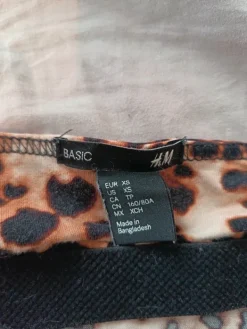 BASIC H&M
EUR XS
US XS
CA TP
CN 160/80A
MX XCH
Made in
Bangladesh